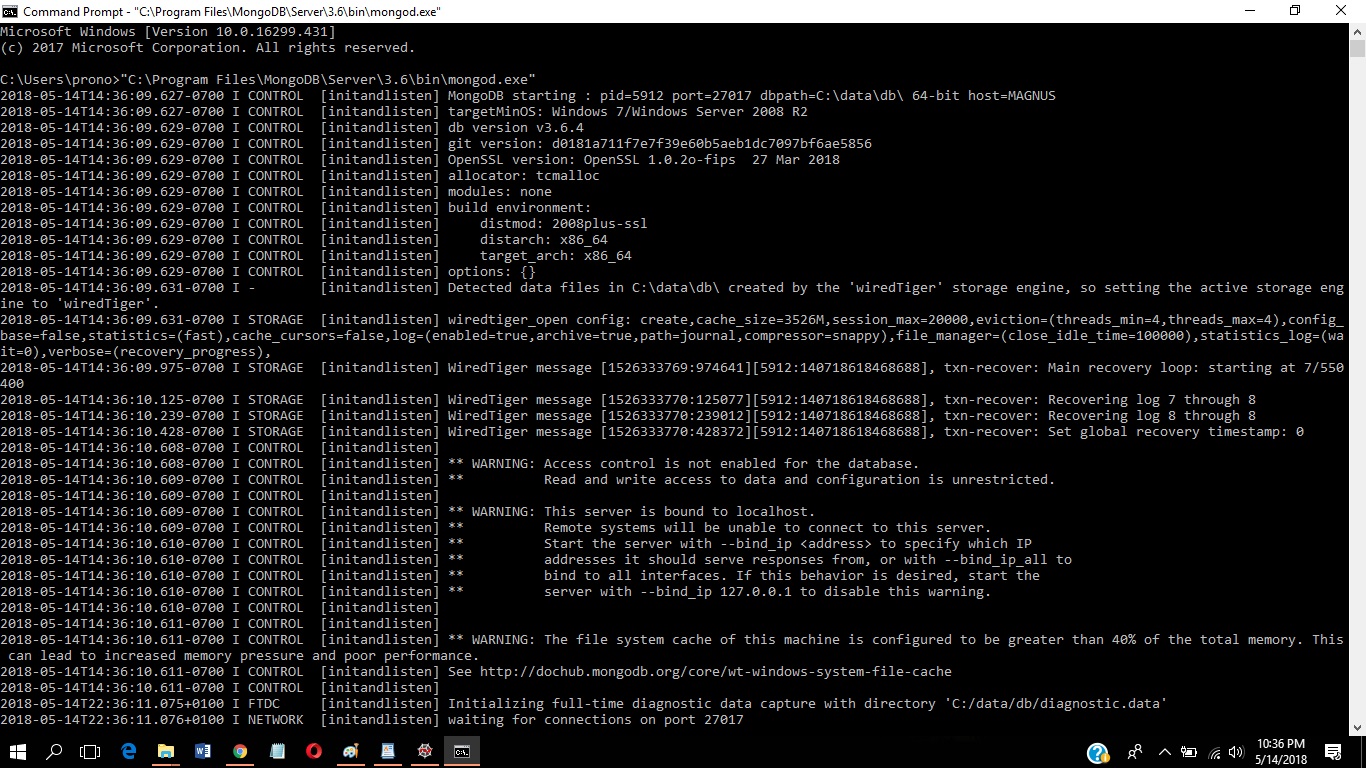 Command Prompt - "C:\Program Files\MongoDB\Server\3.6\bin\mongod.exe"
Microsoft Windows [Version 10.0.16299.431]
(c) 2017 Microsoft Corporation. All rights reserved.
C:\Users\prono>"C:\Program Files\MongoDB\Server\3.6\bin\mongod.exe"
2018-05-14T14:36:09.627-0700 I CONTROL  [initandlisten] MongoDB starting : pid=5912 port=27017 dbpath=C:\data\db\ 64-bit host=MAGNUS
2018-05-14T14:36:09.627-0700 I CONTROL  [initandlisten] targetMinOS: Windows 7/Windows Server 2008 R2
2018-05-14T14:36:09.629-0700 I CONTROL  [initandlisten] db version v3.6.4
2018-05-14T14:36:09.629-0700 I CONTROL  [initandlisten] git version: d0181a711f7e7f39e60b5aeb1dc7097bf6ae5856
2018-05-14T14:36:09.629-0700 I CONTROL  [initandlisten] OpenSSL version: OpenSSL 1.0.2o-fips  27 Mar 2018
2018-05-14T14:36:09.629-0700 I CONTROL  [initandlisten] allocator: tcmalloc
2018-05-14T14:36:09.629-0700 I CONTROL  [initandlisten] modules: none
2018-05-14T14:36:09.629-0700 I CONTROL  [initandlisten] build environment:
2018-05-14T14:36:09.629-0700 I CONTROL  [initandlisten]     distmod: 2008plus-ssl
2018-05-14T14:36:09.629-0700 I CONTROL  [initandlisten]     distarch: x86_64
2018-05-14T14:36:09.629-0700 I CONTROL  [initandlisten]     target_arch: x86_64
2018-05-14T14:36:09.629-0700 I CONTROL  [initandlisten] options: {}
2018-05-14T14:36:09.631-0700 I -        [initandlisten] Detected data files in C:\data\db\ created by the 'wiredTiger' storage engine, so setting the active storage eng
ine to 'wiredTiger'.
2018-05-14T14:36:09.631-0700 I STORAGE  [initandlisten] wiredtiger_open config: create,cache_size=3526M,session_max=20000,eviction=(threads_min=4,threads_max=4),config_
base=false,statistics=(fast),cache_cursors=false,log=(enabled=true,archive=true,path=journal,compressor=snappy),file_manager=(close_idle_time=100000),statistics_log=(wa
it=0),verbose=(recovery_progress),
2018-05-14T14:36:09.975-0700 I STORAGE  [initandlisten] WiredTiger message [1526333769:974641][5912:140718618468688], txn-recover: Main recovery loop: starting at 7/550
400
2018-05-14T14:36:10.125-0700 I STORAGE  [initandlisten] WiredTiger message [1526333770:125077][5912:140718618468688], txn-recover: Recovering log 7 through 8
2018-05-14T14:36:10.239-0700 I STORAGE  [initandlisten] WiredTiger message [1526333770:239012][5912:140718618468688], txn-recover: Recovering log 8 through 8
2018-05-14T14:36:10.428-0700 I STORAGE  [initandlisten] WiredTiger message [1526333770:428372][5912:140718618468688], txn-recover: Set global recovery timestamp: 0
2018-05-14T14:36:10.608-0700 I CONTROL  [initandlisten]
2018-05-14T14:36:10.608-0700 I CONTROL  [initandlisten] ** WARNING: Access control is not enabled for the database.
2018-05-14T14:36:10.609-0700 I CONTROL  [initandlisten] **          Read and write access to data and configuration is unrestricted.
2018-05-14T14:36:10.609-0700 I CONTROL  [initandlisten]
2018-05-14T14:36:10.609-0700 I CONTROL  [initandlisten] ** WARNING: This server is bound to localhost.
2018-05-14T14:36:10.609-0700 I CONTROL  [initandlisten] **          Remote systems will be unable to connect to this server.
2018-05-14T14:36:10.610-0700 I CONTROL  [initandlisten] **          Start the server with --bind_ip <address> to specify which IP
2018-05-14T14:36:10.610-0700 I CONTROL  [initandlisten] **          addresses it should serve responses from, or with --bind_ip_all to
2018-05-14T14:36:10.610-0700 I CONTROL  [initandlisten] **          bind to all interfaces. If this behavior is desired, start the
2018-05-14T14:36:10.610-0700 I CONTROL  [initandlisten] **          server with --bind_ip 127.0.0.1 to disable this warning.
2018-05-14T14:36:10.610-0700 I CONTROL  [initandlisten]
2018-05-14T14:36:10.611-0700 I CONTROL  [initandlisten]
2018-05-14T14:36:10.611-0700 I CONTROL  [initandlisten] ** WARNING: The file system cache of this machine is configured to be greater than 40% of the total memory. This
 can lead to increased memory pressure and poor performance.
2018-05-14T14:36:10.611-0700 I CONTROL  [initandlisten] See http://dochub.mongodb.org/core/wt-windows-system-file-cache
2018-05-14T14:36:10.611-0700 I CONTROL  [initandlisten]
2018-05-14T22:36:11.075+0100 I FTDC     [initandlisten] Initializing full-time diagnostic data capture with directory 'C:/data/db/diagnostic.data'
2018-05-14T22:36:11.076+0100 I NETWORK  [initandlisten] waiting for connections on port 27017
10:36 PM
5/14/2018